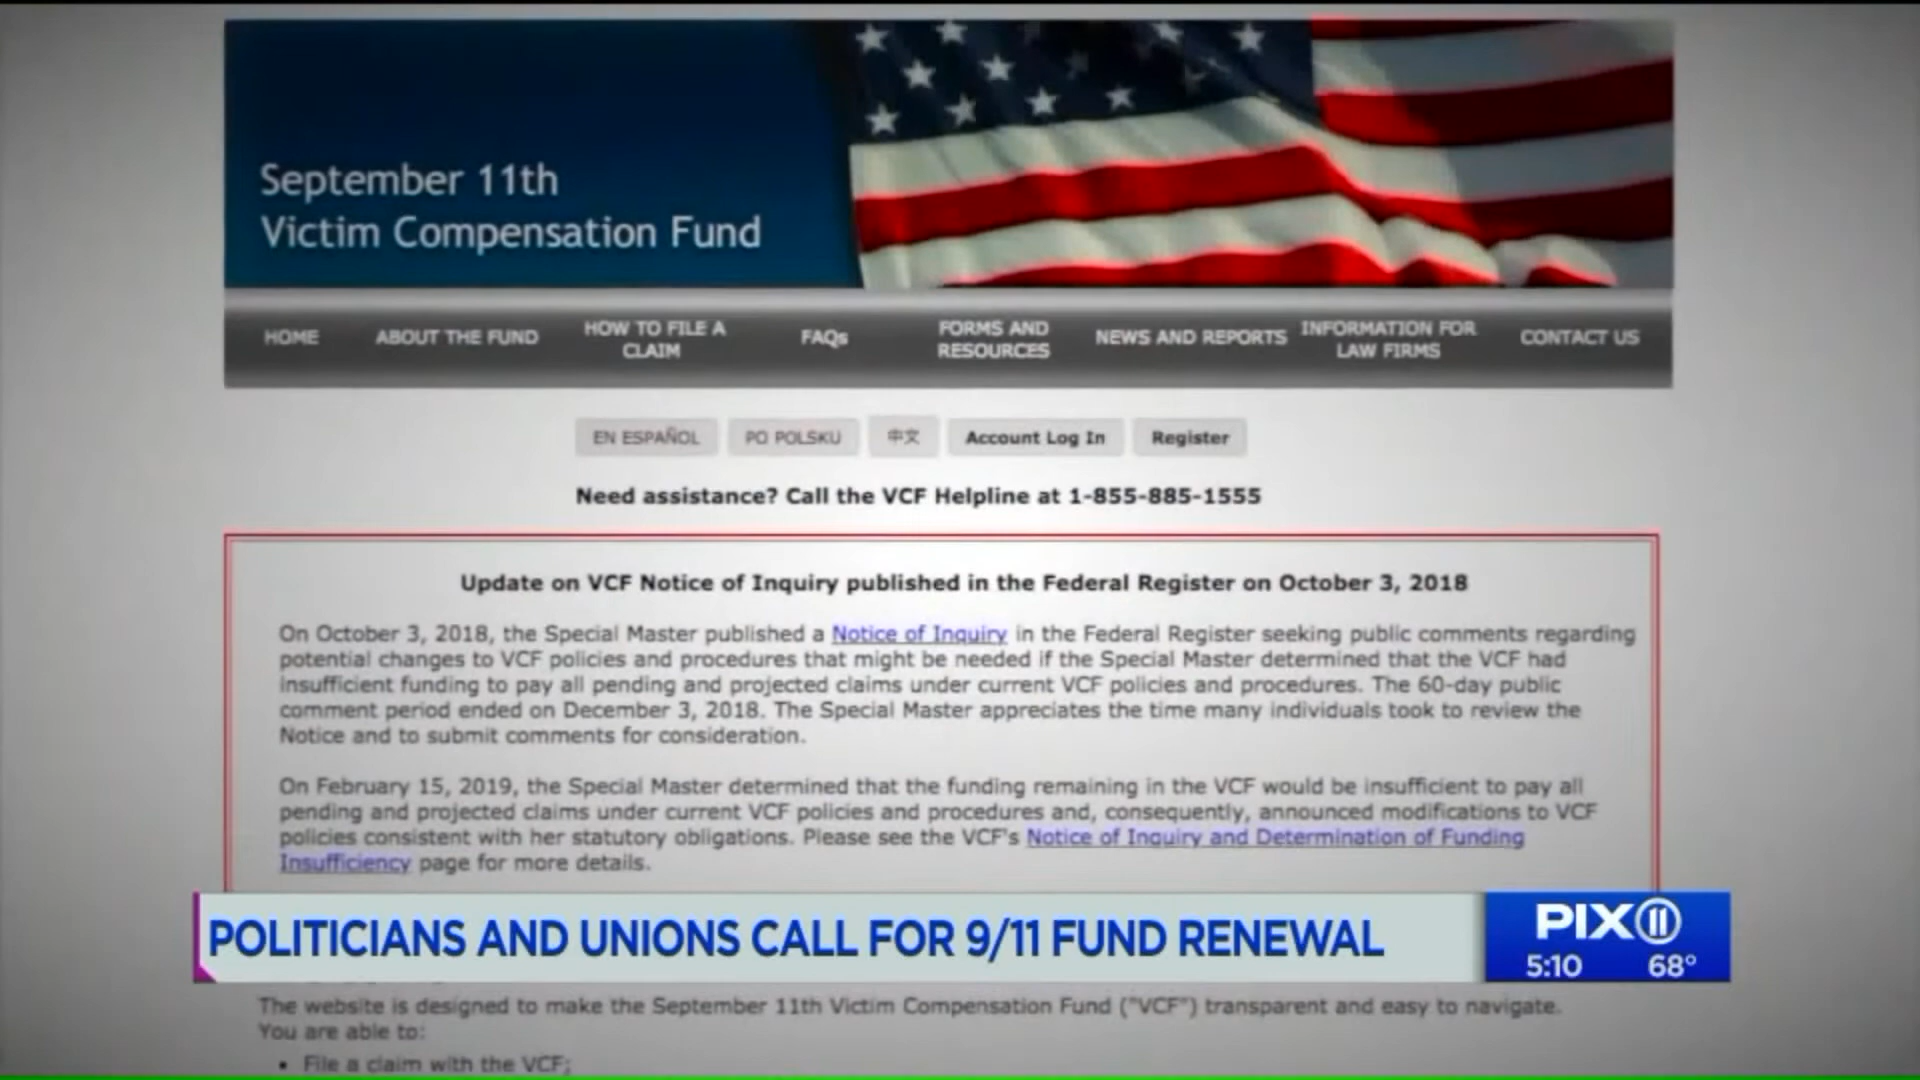 September 11th
Victim Compensation Fund
HOME
ABOUT THE FUND
HOW TO FILE A
CLAIM
FAQs
FORMS AND
RESOURCES
NEWS AND REPORTS
INFORMATION FOR
LAW FIRMS
CONTACT US
EN ESPAÑOL
PO POLSKU
中文
Account Log In
Register
Need assistance? Call the VCF Helpline at 1-855-885-1555
Update on VCF Notice of Inquiry published in the Federal Register on October 3, 2018
On October 3, 2018, the Special Master published a Notice of Inquiry in the Federal Register seeking public comments regarding
potential changes to VCF policies and procedures that might be needed if the Special Master determined that the VCF had
insufficient funding to pay all pending and projected claims under current VCF policies and procedures. The 60-day public
comment period ended on December 3, 2018. The Special Master appreciates the time many individuals took to review the
Notice and to submit comments for consideration.
On February 15, 2019, the Special Master determined that the funding remaining in the VCF would be insufficient to pay all
pending and projected claims under current VCF policies and procedures and, consequently, announced modifications to VCF
policies consistent with her statutory obligations. Please see the VCF's Notice of Inquiry and Determination of Funding
Insufficiency page for more details.
POLITICIANS AND UNIONS CALL FOR 9/11 FUND RENEWAL
PIX 11
5:10 68°
The website is designed to make the September 11th Victim Compensation Fund ("VCF") transparent and easy to navigate.
You are able to:
• File a claim with the VCF;